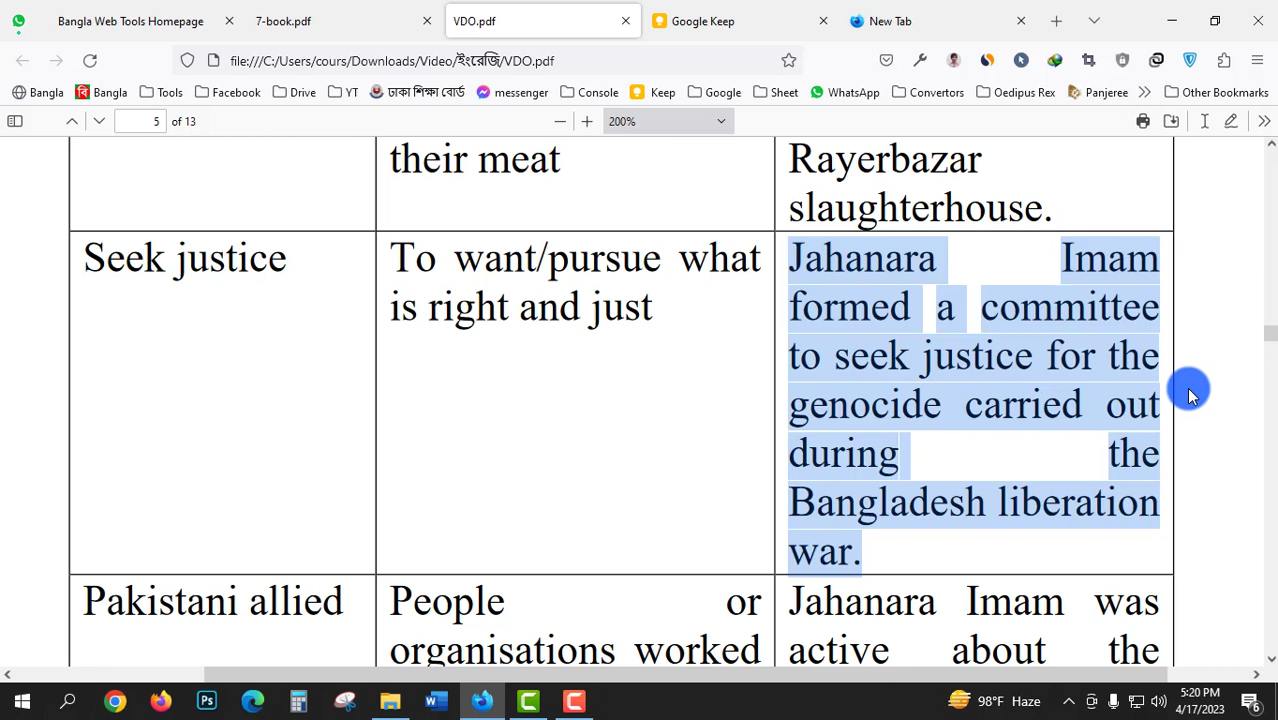 Bangla Web Tools Homepage
7-book.pdf
VDO.pdf
Google Keep
New Tab
file:///C:/Users/cours/Downloads/Video/ইংরেজি/VDO.pdf
Bangla
বি Bangla
Tools
Facebook
Drive
YT
ঢাকা শিক্ষা বোর্ড
messenger
Console
Keep
Google
Sheet
WhatsApp
Convertors
Oedipus Rex
Panjeree
Other Bookmarks
5 of 13
200%
their meat
Rayerbazar
slaughterhouse.
Seek justice
To want/pursue what
is right and just
Jahanara Imam
formed a committee
to seek justice for the
genocide carried out
during the
Bangladesh liberation
war.
Pakistani allied
People or
organisations worked
Jahanara Imam was
active about the
98°F Haze
5:20 PM
4/17/2023
6